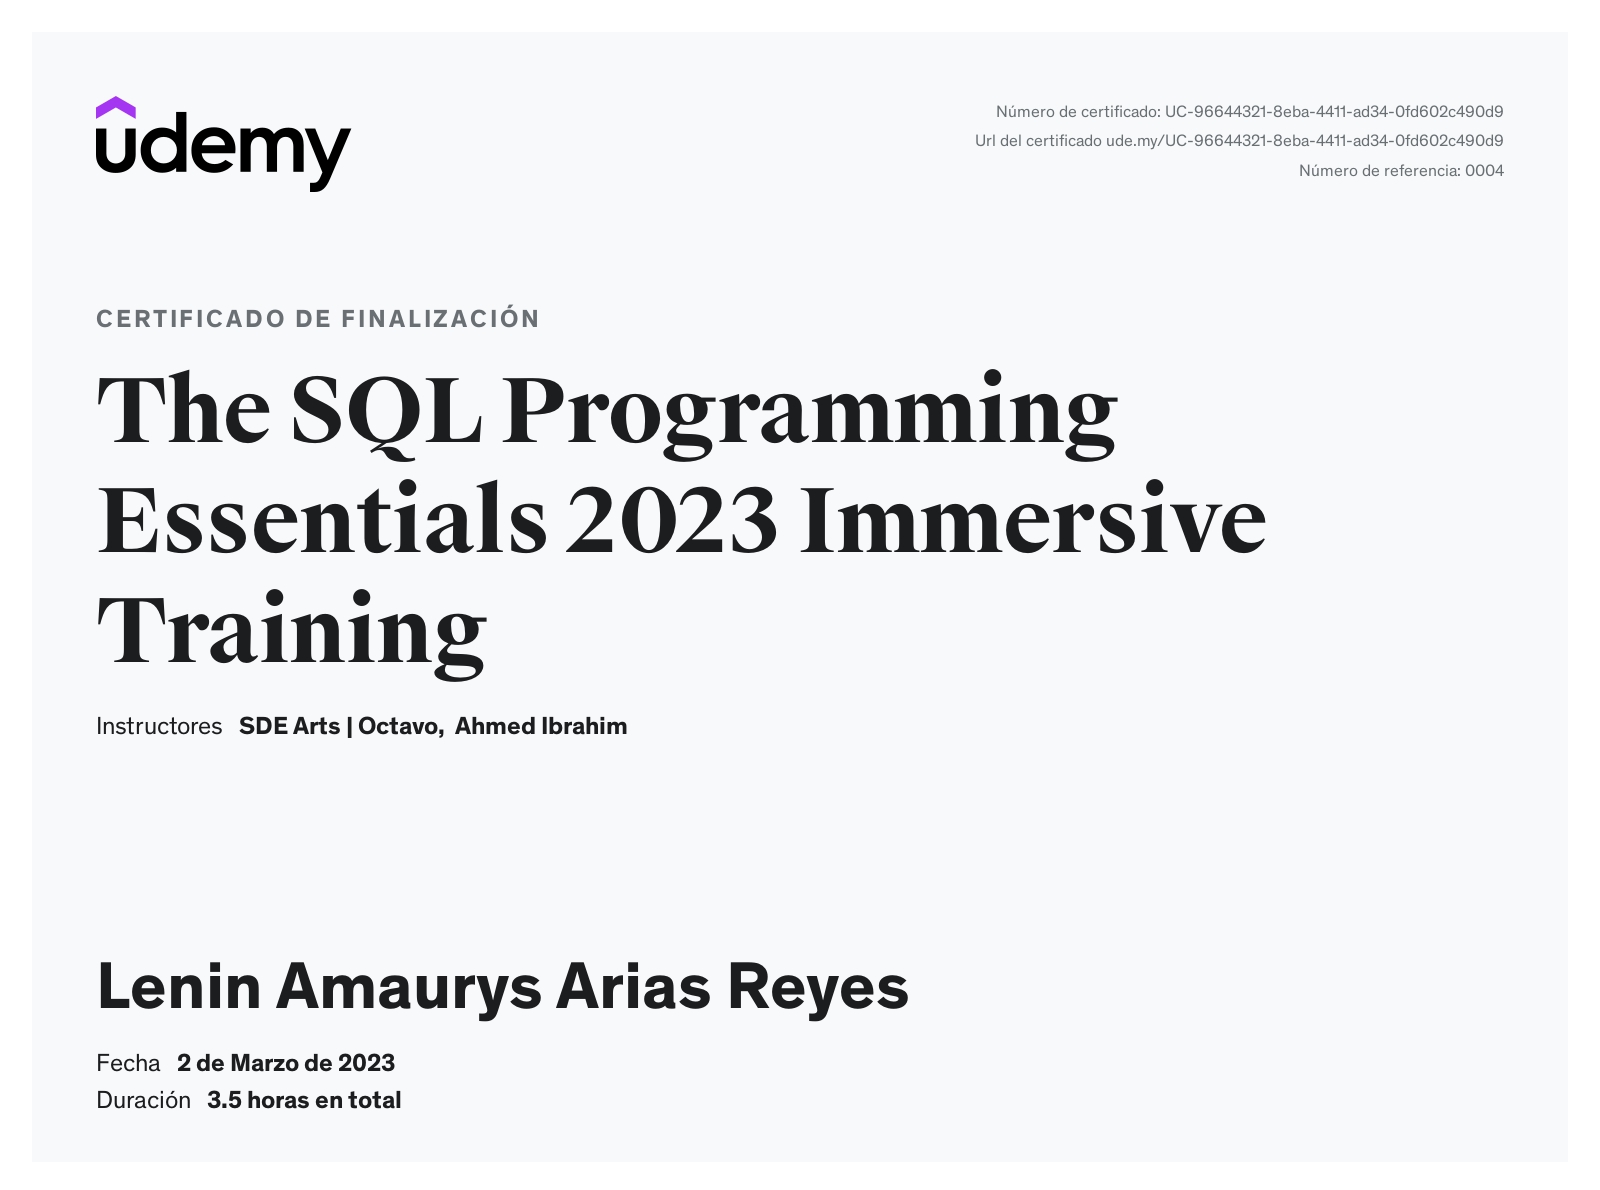 udemy
Número de certificado: UC-96644321-8eba-4411-ad34-0fd602c490d9
Url del certificado ude.my/UC-96644321-8eba-4411-ad34-0fd602c490d9
Número de referencia: 0004
CERTIFICADO DE FINALIZACIÓN
The SQL Programming
Essentials 2023 Immersive
Training
Instructores SDE Arts | Octavo, Ahmed Ibrahim
Lenin Amaurys Arias Reyes
Fecha 2 de Marzo de 2023
Duración 3.5 horas en total